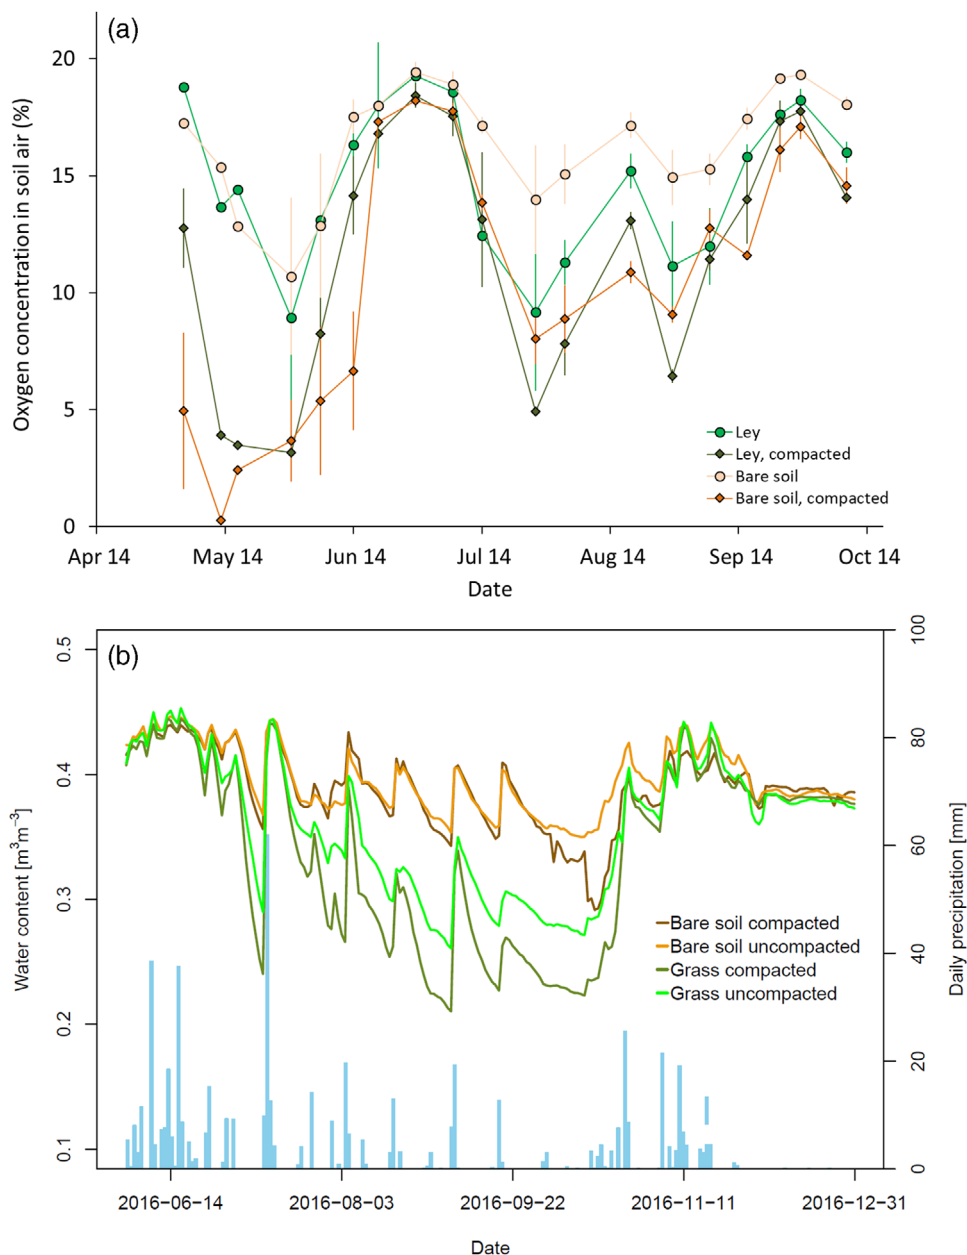 (a)
Oxygen concentration in soil air (%)
20
15
10
5
0
Ley
Ley, compacted
Bare soil
Bare soil, compacted
Apr 14 May 14 Jun 14 Jul 14 Aug 14 Sep 14 Oct 14
Date
(b)
Water content [m³m⁻³]
0.5
0.4
0.3
0.2
0.1
100
80
60
40
20
0
Daily precipitation [mm]
Bare soil compacted
Bare soil uncompacted
Grass compacted
Grass uncompacted
2016−06−14 2016−08−03 2016−09−22 2016−11−11 2016−12−31
Date